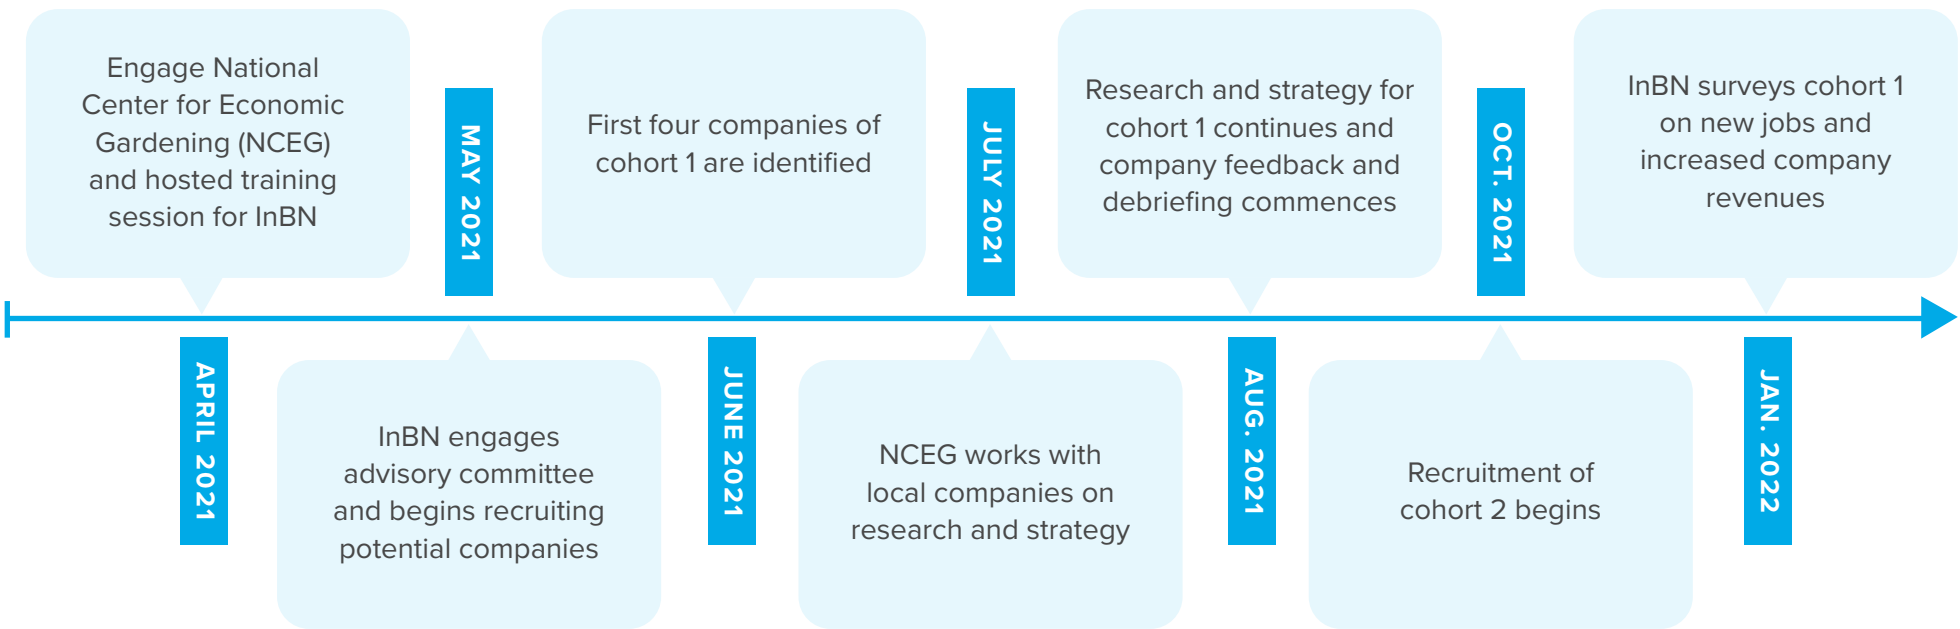 Engage National
Center for Economic
Gardening (NCEG)
and hosted training
session for InBN
APRIL 2021
MAY 2021
InBN engages
advisory committee
and begins recruiting
potential companies
First four companies of
cohort 1 are identified
JUNE 2021
JULY 2021
NCEG works with
local companies on
research and strategy
Research and strategy for
cohort 1 continues and
company feedback and
debriefing commences
AUG. 2021
OCT. 2021
Recruitment of
cohort 2 begins
InBN surveys cohort 1
on new jobs and
increased company
revenues
JAN. 2022